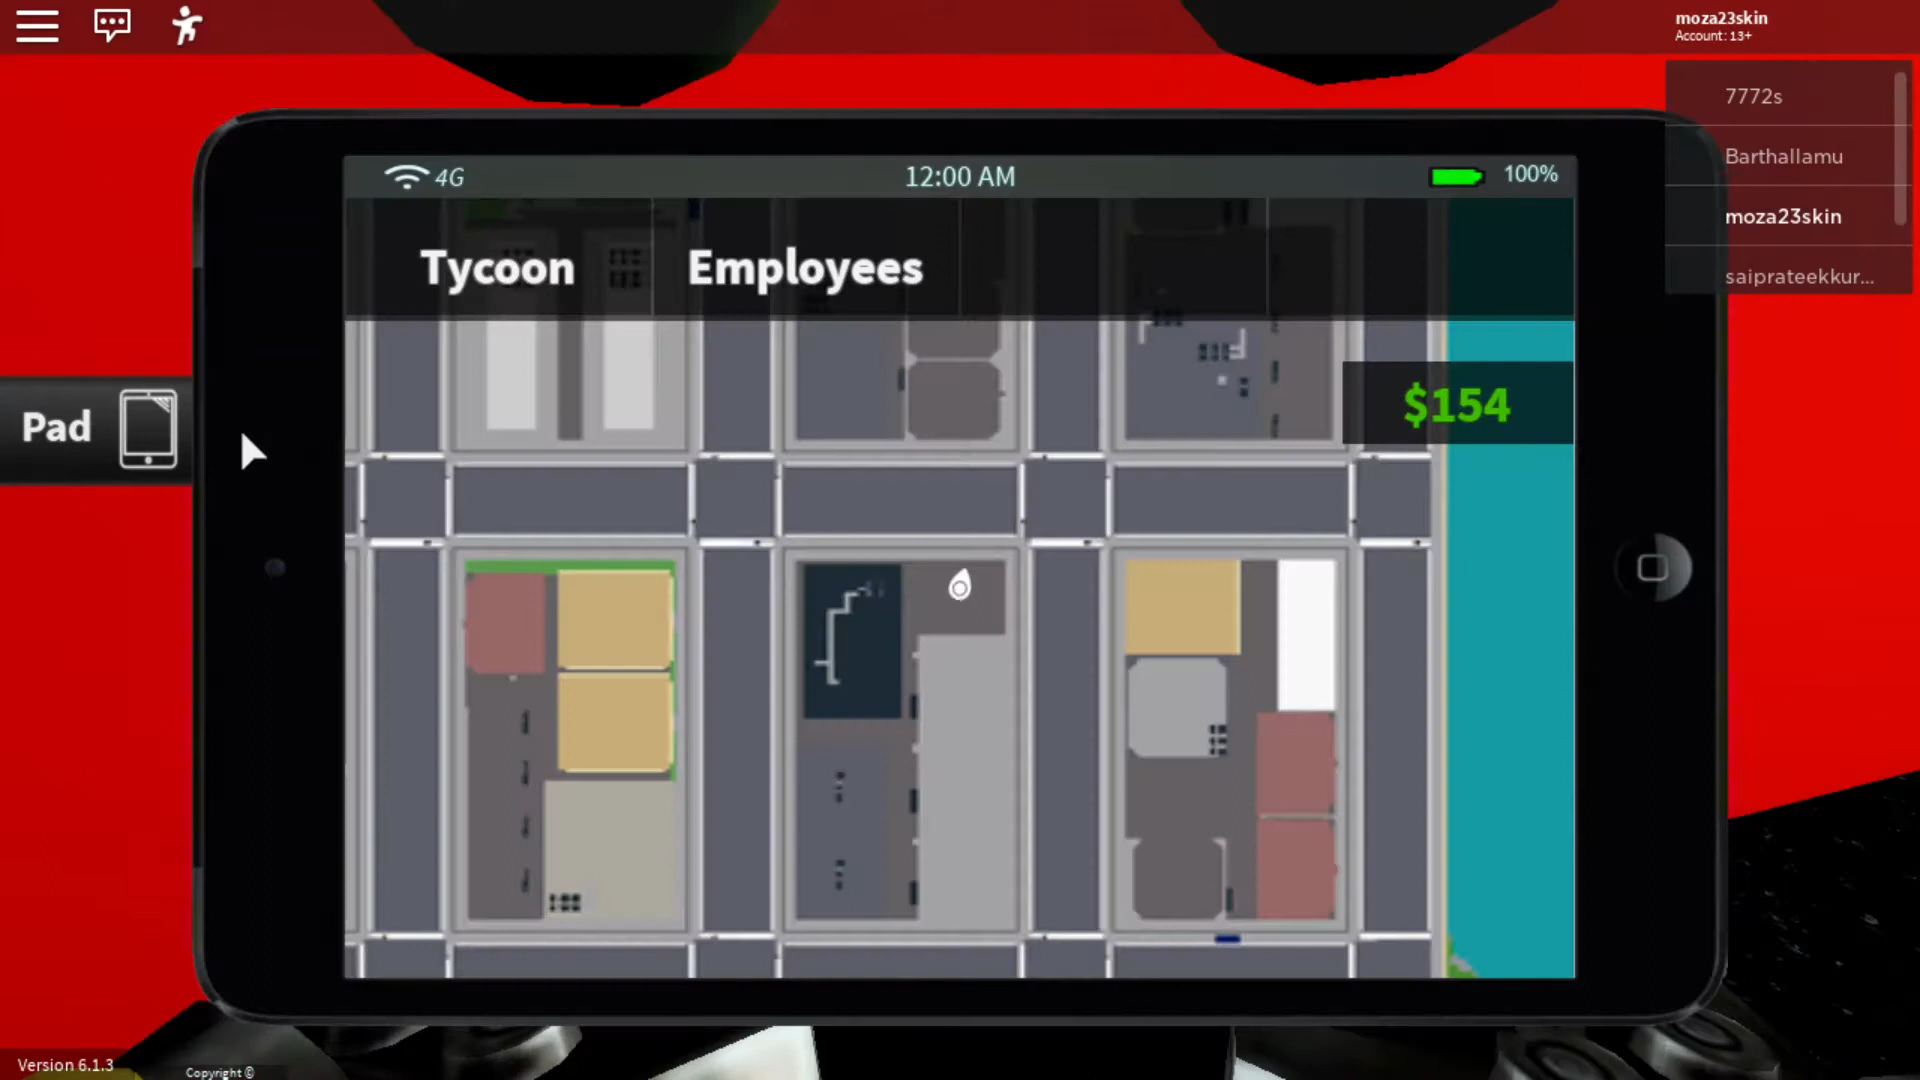 moza23skin
Account: 13+
7772s
Barthallamu
moza23skin
saiprateekkur...
4G
12:00 AM
100%
Tycoon
Employees
$154
Pad
Version 6.1.3
Copyright ©